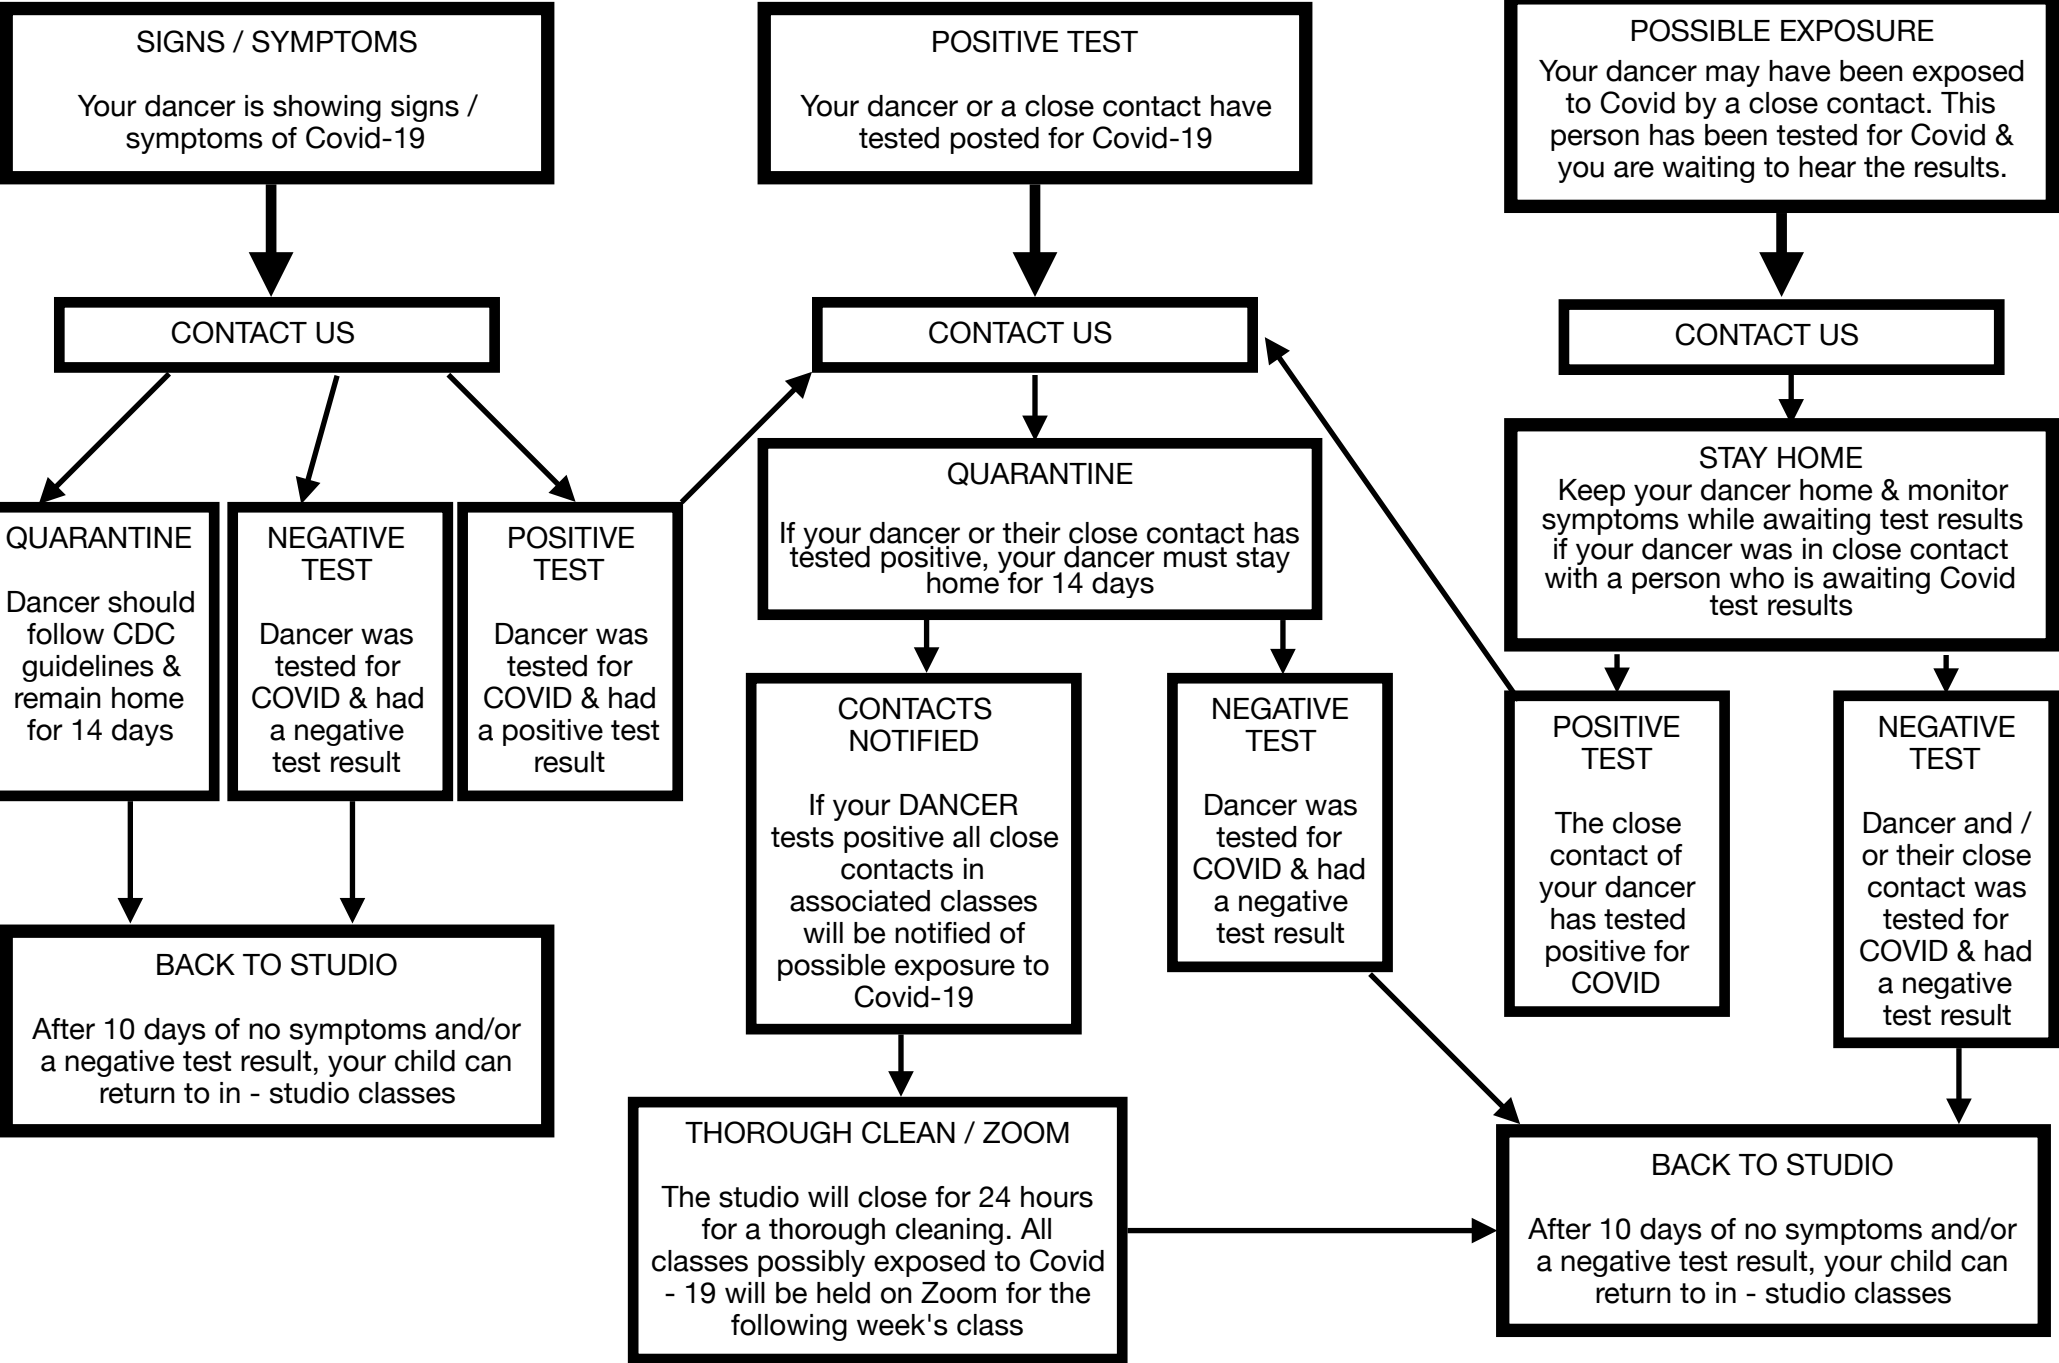 SIGNS / SYMPTOMS
Your dancer is showing signs /
symptoms of Covid-19
POSITIVE TEST
Your dancer or a close contact have
tested posted for Covid-19
POSSIBLE EXPOSURE
Your dancer may have been exposed
to Covid by a close contact. This
person has been tested for Covid &
you are waiting to hear the results.
CONTACT US
CONTACT US
CONTACT US
QUARANTINE
Dancer should
follow CDC
guidelines &
remain home
for 14 days
NEGATIVE
TEST
Dancer was
tested for
COVID & had
a negative
test result
POSITIVE
TEST
Dancer was
tested for
COVID & had
a positive test
result
QUARANTINE
If your dancer or their close contact has
tested positive, your dancer must stay
home for 14 days
STAY HOME
Keep your dancer home & monitor
symptoms while awaiting test results
if your dancer was in close contact
with a person who is awaiting Covid
test results
CONTACTS
NOTIFIED
If your DANCER
tests positive all close
contacts in
associated classes
will be notified of
possible exposure to
Covid-19
NEGATIVE
TEST
Dancer was
tested for
COVID & had
a negative
test result
POSITIVE
TEST
The close
contact of
your dancer
has tested
positive for
COVID
NEGATIVE
TEST
Dancer and /
or their close
contact was
tested for
COVID & had
a negative
test result
BACK TO STUDIO
After 10 days of no symptoms and/or
a negative test result, your child can
return to in - studio classes
THOROUGH CLEAN / ZOOM
The studio will close for 24 hours
for a thorough cleaning. All
classes possibly exposed to Covid
- 19 will be held on Zoom for the
following week's class
BACK TO STUDIO
After 10 days of no symptoms and/or
a negative test result, your child can
return to in - studio classes